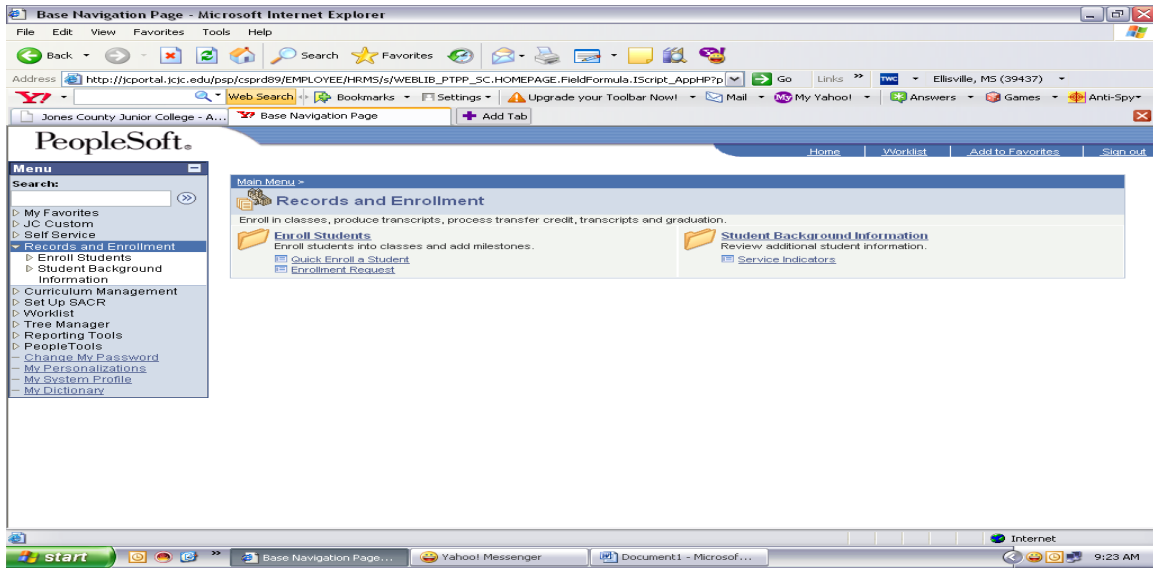 Base Navigation Page - Microsoft Internet Explorer
File Edit View Favorites Tools Help
Back Search Favorites
Address http://jcportal.jcjc.edu/psp/csprd89/EMPLOYEE/HRMS/s/WEBLIB_PTPP_SC.HOMEPAGE.FieldFormula.IScript_AppHP?p Go Links » TWC Ellisville, MS (39437)
Y! Web Search Bookmarks Settings Upgrade your Toolbar Now! Mail My Yahoo! Answers Games Anti-Spy
Jones County Junior College - A... Y! Base Navigation Page Add Tab
PeopleSoft.
Home Worklist Add to Favorites Sign out
Menu
Search:
My Favorites
JC Custom
Self Service
Records and Enrollment
Enroll Students
Student Background
Information
Curriculum Management
Set Up SACR
Worklist
Tree Manager
Reporting Tools
PeopleTools
Change My Password
My Personalizations
My System Profile
My Dictionary
Main Menu >
Records and Enrollment
Enroll in classes, produce transcripts, process transfer credit, transcripts and graduation.
Enroll Students
Enroll students into classes and add milestones.
Quick Enroll a Student
Enrollment Request
Student Background Information
Review additional student information.
Service Indicators
Internet
start » Base Navigation Page... Yahoo! Messenger Document1 - Microsof... 9:23 AM